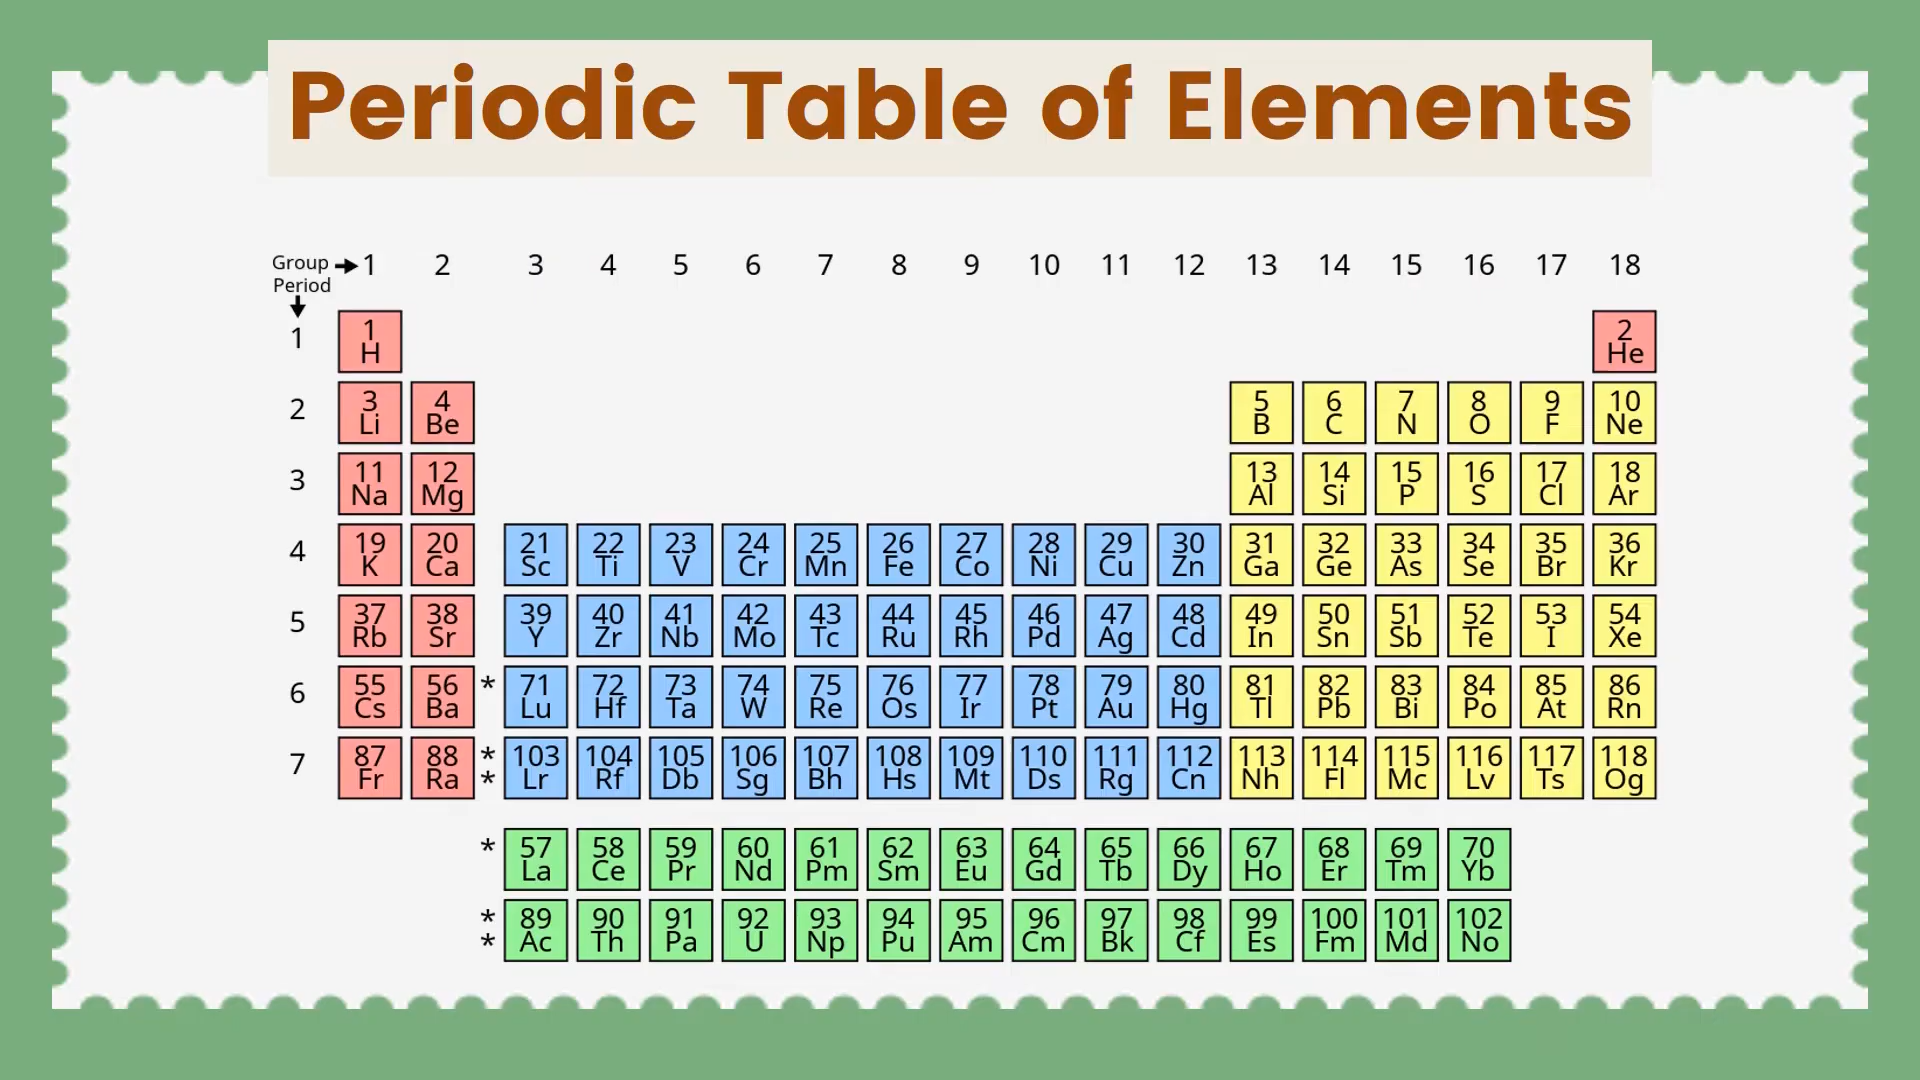 Periodic Table of Elements
Group → 1 2 3 4 5 6 7 8 9 10 11 12 13 14 15 16 17 18
Period
↓
1 2
1 H He
3 4 5 6 7 8 9 10
2 Li Be B C N O F Ne
11 12 13 14 15 16 17 18
3 Na Mg Al Si P S Cl Ar
19 20 21 22 23 24 25 26 27 28 29 30 31 32 33 34 35 36
4 K Ca Sc Ti V Cr Mn Fe Co Ni Cu Zn Ga Ge As Se Br Kr
37 38 39 40 41 42 43 44 45 46 47 48 49 50 51 52 53 54
5 Rb Sr Y Zr Nb Mo Tc Ru Rh Pd Ag Cd In Sn Sb Te I Xe
55 56 * 71 72 73 74 75 76 77 78 79 80 81 82 83 84 85 86
6 Cs Ba Lu Hf Ta W Re Os Ir Pt Au Hg Tl Pb Bi Po At Rn
87 88 * 103 104 105 106 107 108 109 110 111 112 113 114 115 116 117 118
7 Fr Ra * Lr Rf Db Sg Bh Hs Mt Ds Rg Cn Nh Fl Mc Lv Ts Og
* 57 58 59 60 61 62 63 64 65 66 67 68 69 70
La Ce Pr Nd Pm Sm Eu Gd Tb Dy Ho Er Tm Yb
* 89 90 91 92 93 94 95 96 97 98 99 100 101 102
* Ac Th Pa U Np Pu Am Cm Bk Cf Es Fm Md No